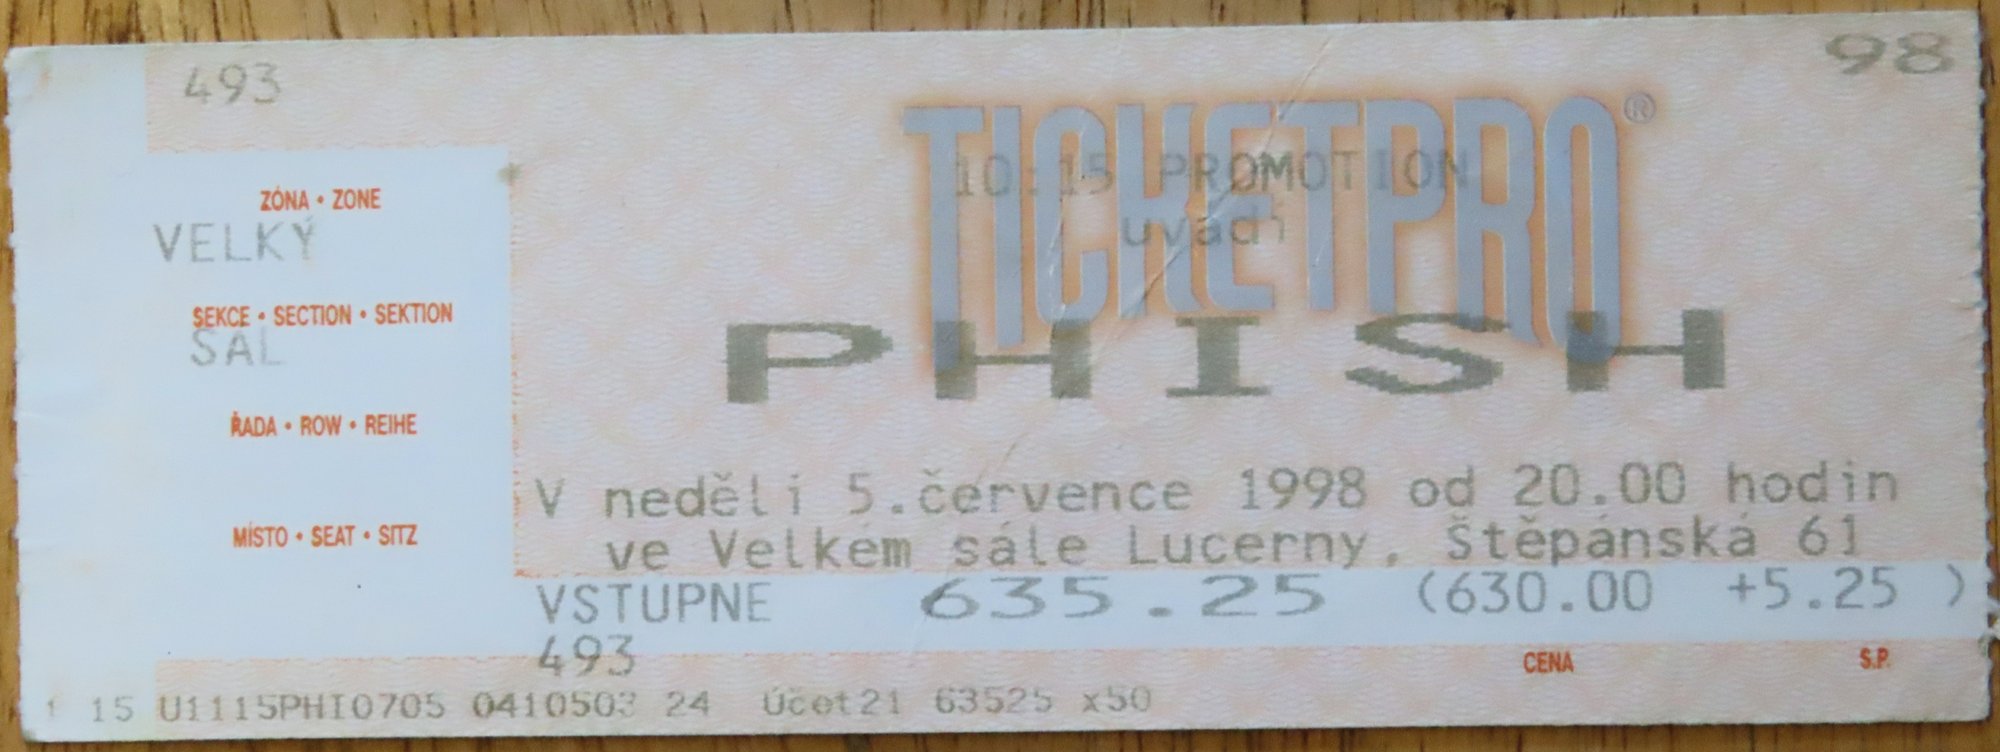 493
98
TICKETPRO®
10:15 PROMOTION
uvádí
ZÓNA • ZONE
VELKÝ
SEKCE • SECTION • SEKTION
SÁL
PHISH
ŘADA • ROW • REIHE
V neděli 5.července 1998 od 20.00 hodin
MÍSTO • SEAT • SITZ
ve Velkém sále Lucerny, Štěpánská 61
VSTUPNE 635.25 (630.00 +5.25 )
493
CENA S.P.
15 U1115PHI0705 0410503 24 Účet21 63525 x50